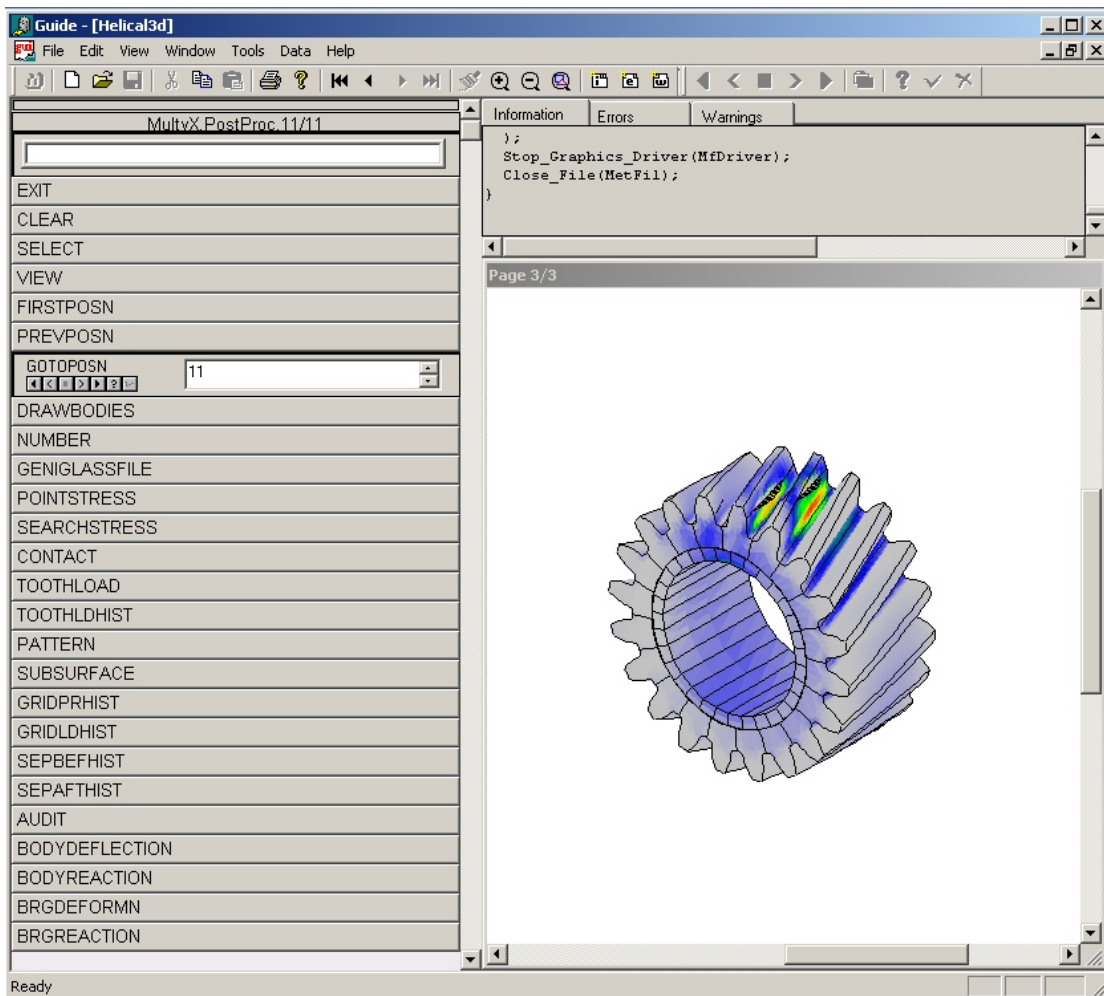 Guide - [Helical3d]
File Edit View Window Tools Data Help
MultyX.PostProc.11/11
EXIT
CLEAR
SELECT
VIEW
FIRSTPOSN
PREVPOSN
GOTOPOSN
11
DRAWBODIES
NUMBER
GENIGLASSFILE
POINTSTRESS
SEARCHSTRESS
CONTACT
TOOTHLOAD
TOOTHLDHIST
PATTERN
SUBSURFACE
GRIDPRHIST
GRIDLDHIST
SEPBEFHIST
SEPAFTHIST
AUDIT
BODYDEFLECTION
BODYREACTION
BRGDEFORMN
BRGREACTION
Information Errors Warnings
);
Stop_Graphics_Driver(MfDriver);
Close_File(MetFil);
}
Page 3/3
Ready